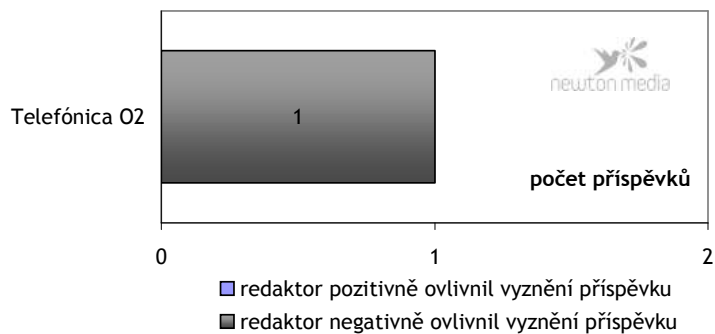 newton media
Telefónica O2
1
počet příspěvků
0 1 2
redaktor pozitivně ovlivnil vyznění příspěvku
redaktor negativně ovlivnil vyznění příspěvku